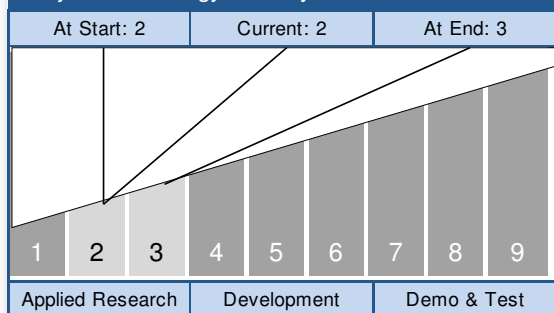 At Start: 2 Current: 2 At End: 3
1 2 3 4 5 6 7 8 9
Applied Research Development Demo & Test